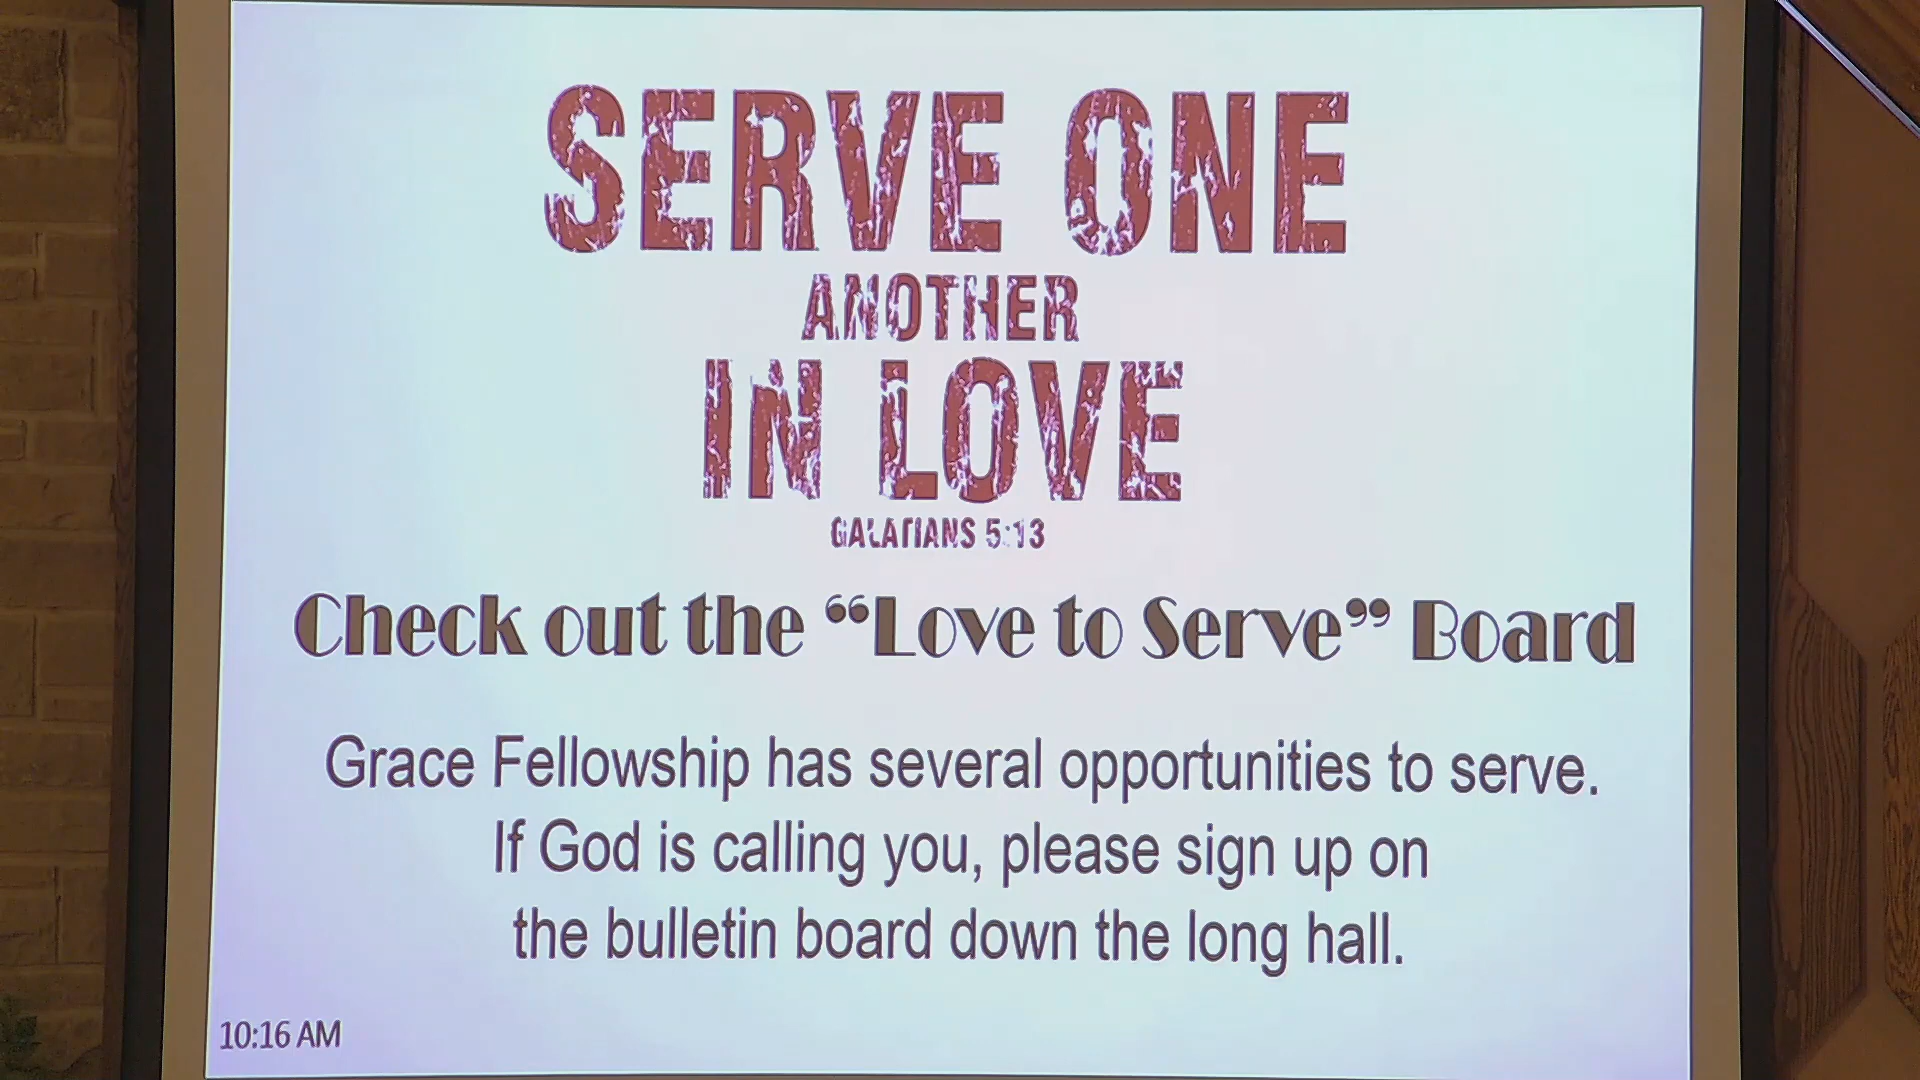 SERVE ONE
ANOTHER
IN LOVE
GALATIANS 5:13
Check out the “Love to Serve” Board
Grace Fellowship has several opportunities to serve.
If God is calling you, please sign up on
the bulletin board down the long hall.
10:16 AM